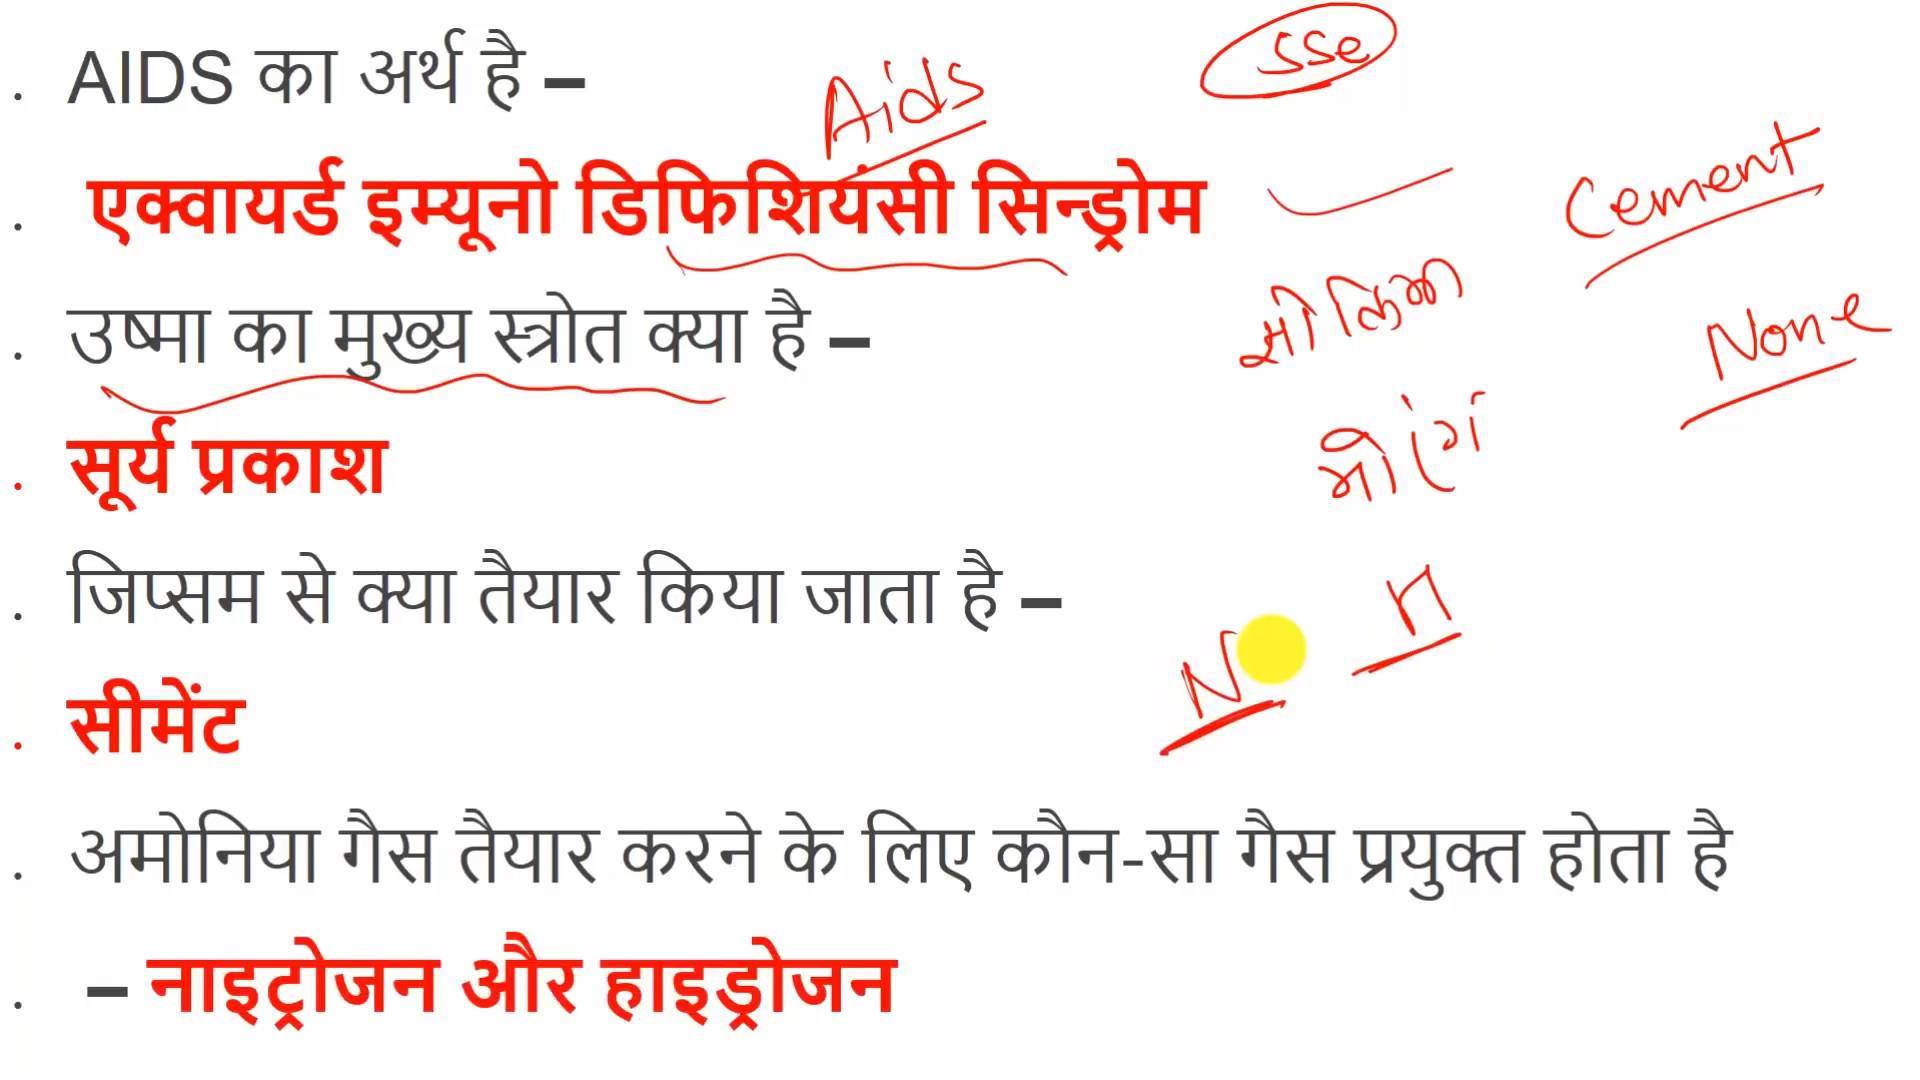 AIDS का अर्थ है –
Aids
sse
एक्वायर्ड इम्यूनो डिफिशियंसी सिन्ड्रोम
Cement
उष्मा का मुख्य स्त्रोत क्या है –
None
सूर्य प्रकाश
जिप्सम से क्या तैयार किया जाता है –
n
N
सीमेंट
अमोनिया गैस तैयार करने के लिए कौन-सा गैस प्रयुक्त होता है
– नाइट्रोजन और हाइड्रोजन